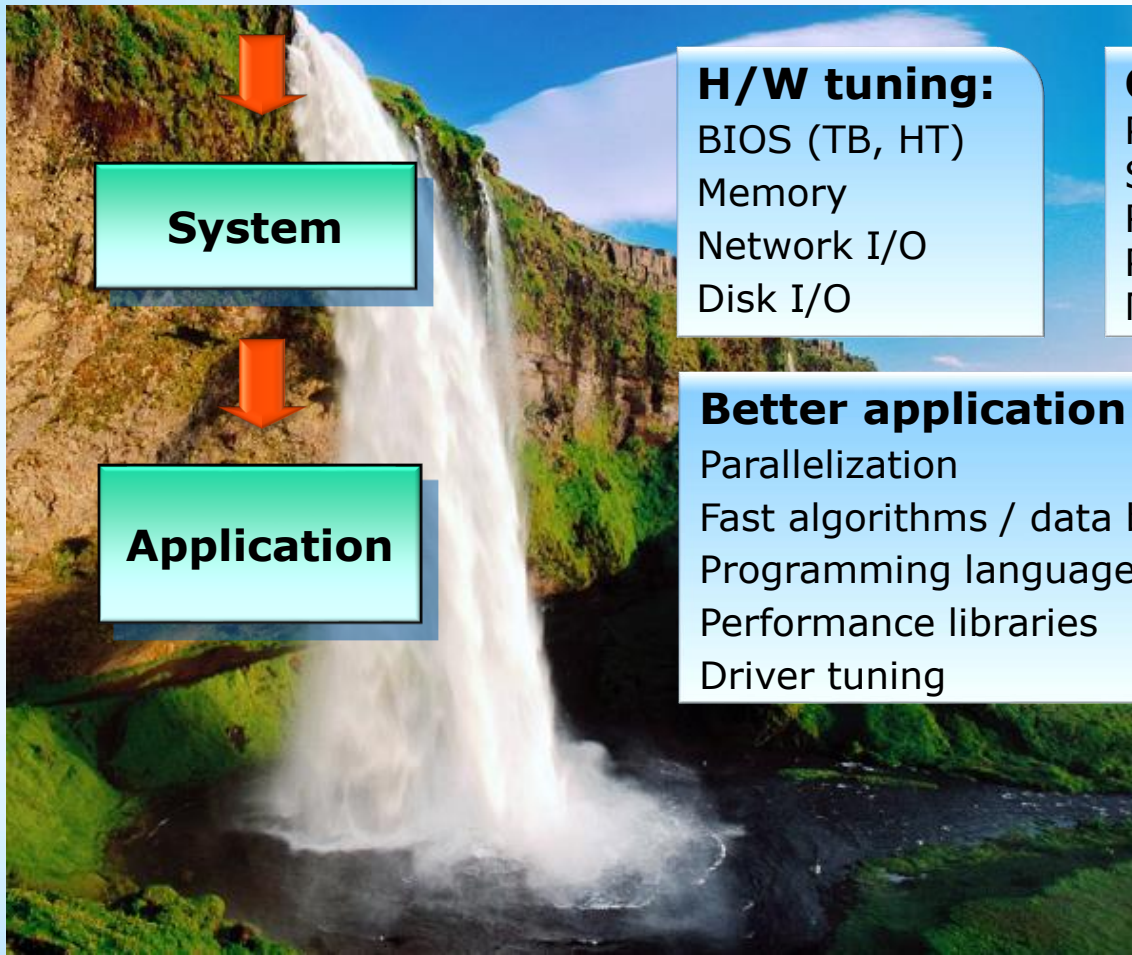 System
H/W tuning:
BIOS (TB, HT)
Memory
Network I/O
Disk I/O
Application
Better application
Parallelization
Fast algorithms / data
Programming language
Performance libraries
Driver tuning